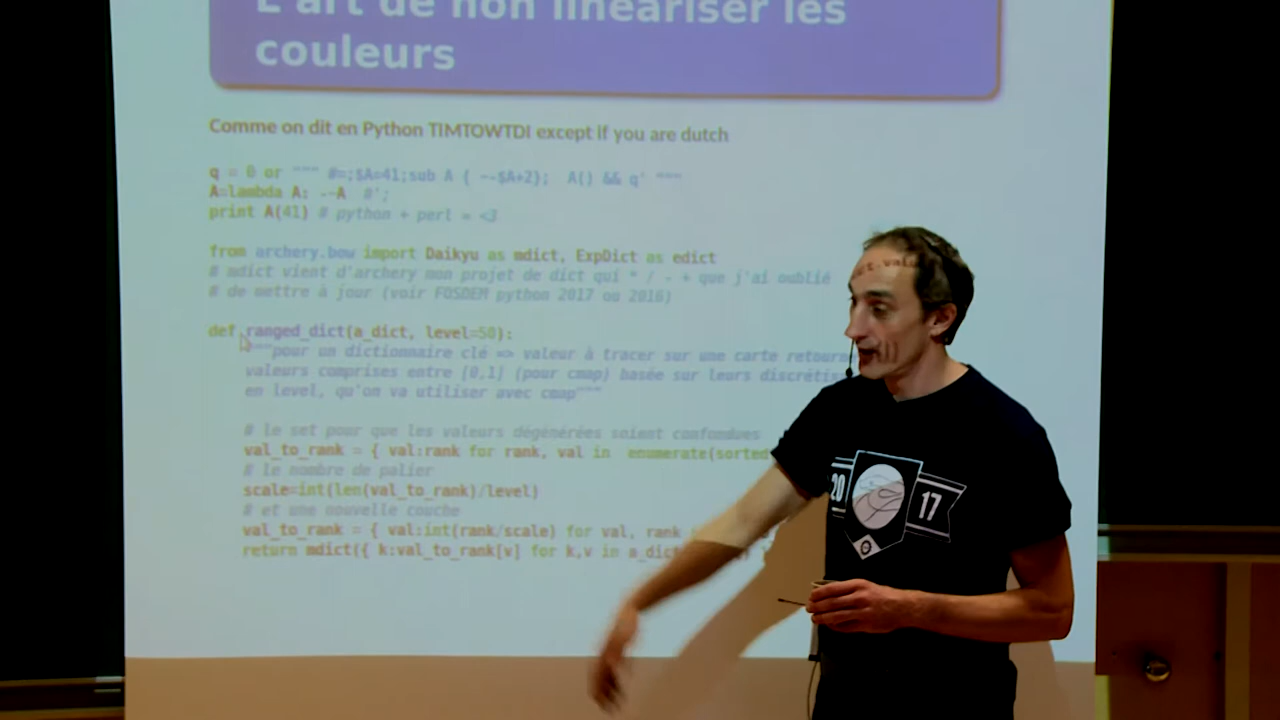 L'art de non linéariser les
couleurs
Comme on dit en Python TIMTOWTDI except if you are dutch
q = 0 or """ #=;$A=41;sub A { --$A+2}; A() && q' """
A=lambda A: --A #';
print A(41) # python + perl = <3
from archery.bow import Daikyu as mdict, ExpDict as edict
# mdict vient d'archery mon projet de dict qui * / - + que j'ai oublié
# de mettre à jour (voir FOSDEM python 2017 ou 2016)
def ranged_dict(a_dict, level=50):
"""pour un dictionnaire clé => valeur à tracer sur une carte
valeurs comprises entre [0,1] (pour cmap) basée sur leurs
en level, qu'on va utiliser avec cmap"""
# le set pour que les valeurs dégénérées soient confondues
val_to_rank = { val:rank for rank, val in enumerate(sorted
# le nombre de palier
scale=int(len(val_to_rank)/level)
# et une nouvelle couche
val_to_rank = { val:int(rank/scale) for val, rank
return mdict({ k:val_to_rank[v] for k,v in
20 17